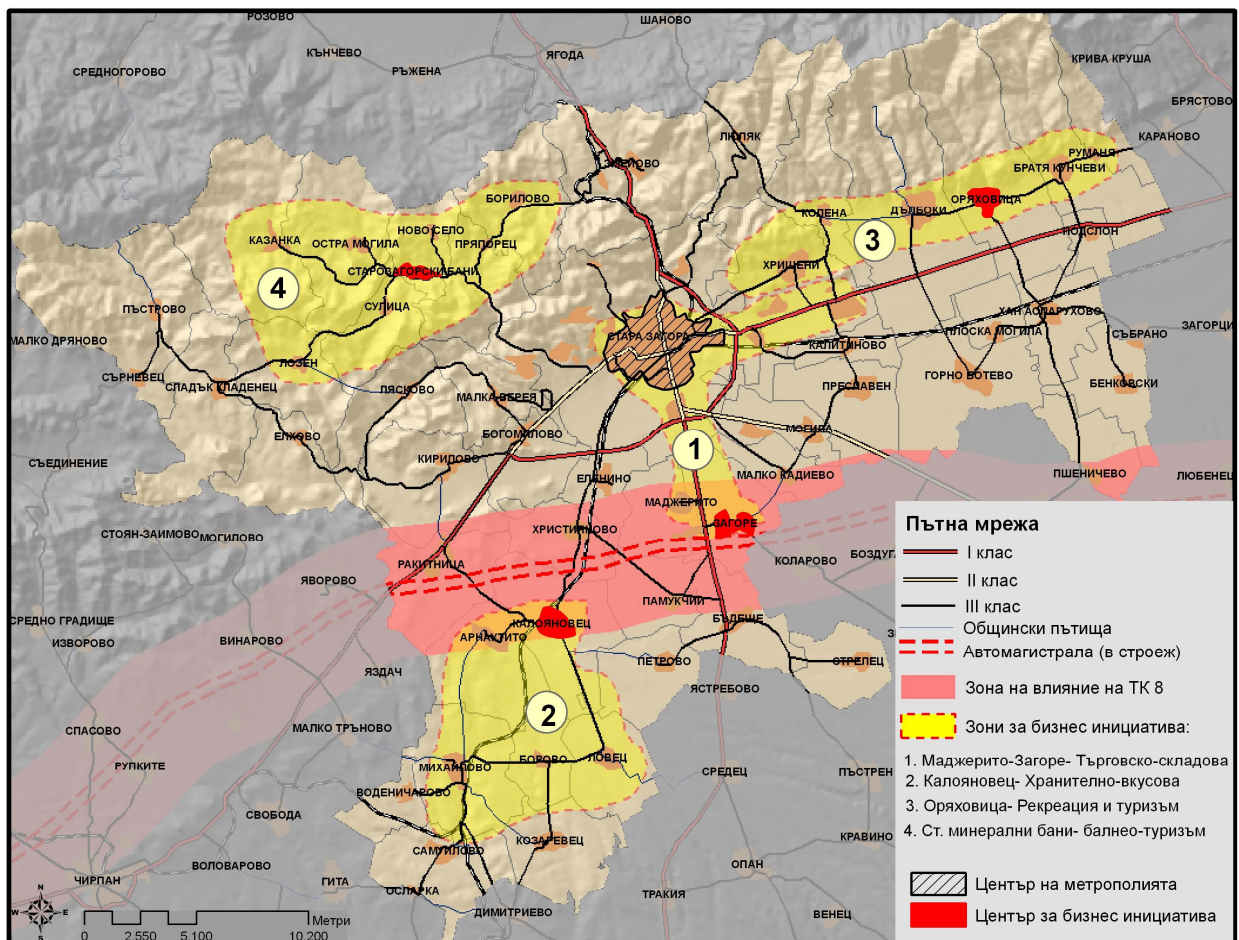 РОЗОВО
ШАНОВО
КЪНЧЕВО
ЯГОДА
КРИВА КРУША
СРЕДНОГОРОВО
РЪЖЕНА
БРЯСТОВО
ЛЮЛЯК
КАРАНОВО
ЗМЕЙОВО
РУМАНЯ
БРАТЯ КУНЧЕВИ
БОРИЛОВО
ОРЯХОВИЦА
КОЛЕНА
ДЪЛБОКИ
НОВО СЕЛО
КАЗАНКА
ОСТРА МОГИЛА
ПРЯПОРЕЦ
3
ПОДСЛОН
СТАРОЗАГОРСКИ БАНИ
ХРИЩЕНИ
4
СУЛИЦА
ПЪСТРОВО
ХАН АСПАРУХОВО
ЗАГОРЦИ
МАЛКО ДРЯНОВО
СТАРА ЗАГОРА
КАЛИТИНОВО
ПЛОСКА МОГИЛА
СЪБРАНО
ЛОЗЕН
СЪРНЕВЕЦ
СЛАДЪК КЛАДЕНЕЦ
ЛЯСКОВО
ПРЕСЛАВЕН
ГОРНО БОТЕВО
БЕНКОВСКИ
МАЛКА ВЕРЕЯ
ЕЛХОВО
БОГОМИЛОВО
МОГИЛА
1
СЪЕДИНЕНИЕ
КИРИЛОВО
ЕЛЕНИНО
МАЛКО КАДИЕВО
ПШЕНИЧЕВО
ЛЮБЕНЕЦ
МАДЖЕРИТО
СТОЯН-ЗАИМОВО
МОГИЛОВО
ХРИСТИЯНОВО
ЗАГОРЕ
РАКИТНИЦА
КОЛАРОВО
ЯВОРОВО
ПАМУКЧИИ
СРЕДНО ГРАДИЩЕ
ИЗВОРОВО
ВИНАРОВО
КАЛОЯНОВЕЦ
АРНАУТИТО
БЪДЕЩЕ
ЯЗДАЧ
ПЕТРОВО
СТРЕЛЕЦ
ЯСТРЕБОВО
2
СПАСОВО
МАЛКО ТРЪНОВО
РУПКИТЕ
МИХАЙЛОВО
БОРОВО
ЛОВЕЦ
СРЕДЕЦ
ПЪСТРЕН
ВОДЕНИЧАРОВО
СВОБОДА
САМУИЛОВО
КОЗАРЕВЕЦ
КРАВИНО
ВОЛОВАРОВО
ОПАН
ЧИРПАН
ГИТА
ОСЛАРКА
ТРАКИЯ
ДИМИТРИЕВО
ВЕНЕЦ
Пътна мрежа
I клас
II клас
III клас
Общински пътища
Автомагистрала (в строеж)
Зона на влияние на ТК 8
Зони за бизнес инициатива:
1. Маджерито-Загоре- Търговско-складова
2. Калояновец- Хранително-вкусова
3. Оряховица- Рекреация и туризъм
4. Ст. минерални бани- балнео-туризъм
Център на метрополията
Център за бизнес инициатива
N
W E
S
Метри
0 2.550 5.100 10.200